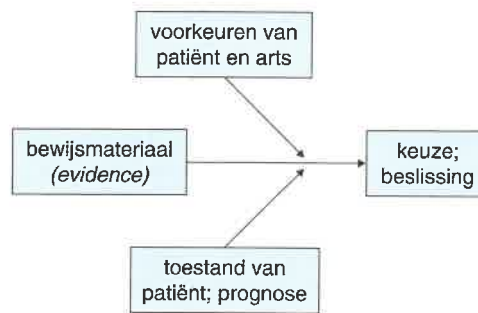 voorkeuren van
patiënt en arts
bewijsmateriaal
(evidence)
keuze;
beslissing
toestand van
patiënt; prognose